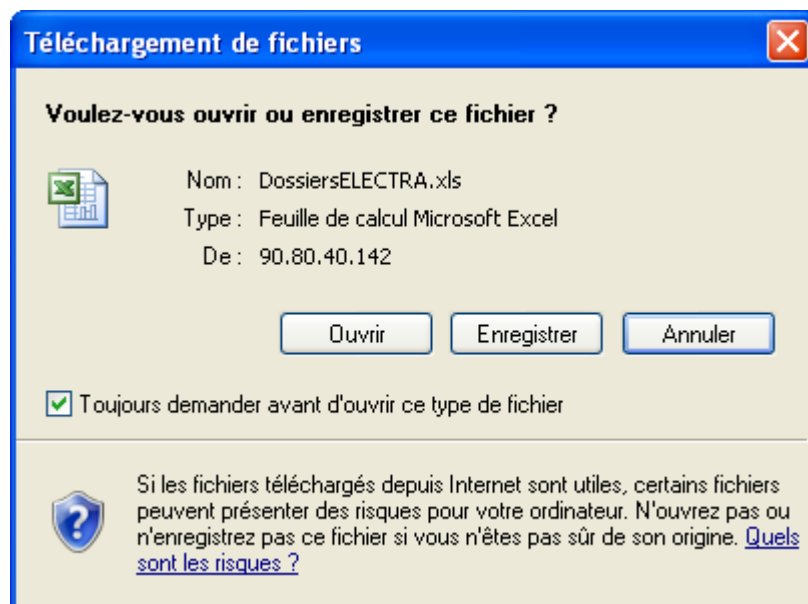 Téléchargement de fichiers
Voulez-vous ouvrir ou enregistrer ce fichier ?
Nom : DossiersELECTRA.xls
Type : Feuille de calcul Microsoft Excel
De : 90.80.40.142
Ouvrir Enregistrer Annuler
Toujours demander avant d'ouvrir ce type de fichier
Si les fichiers téléchargés depuis Internet sont utiles, certains fichiers
peuvent présenter des risques pour votre ordinateur. N'ouvrez pas ou
n'enregistrez pas ce fichier si vous n'êtes pas sûr de son origine. Quels
sont les risques ?